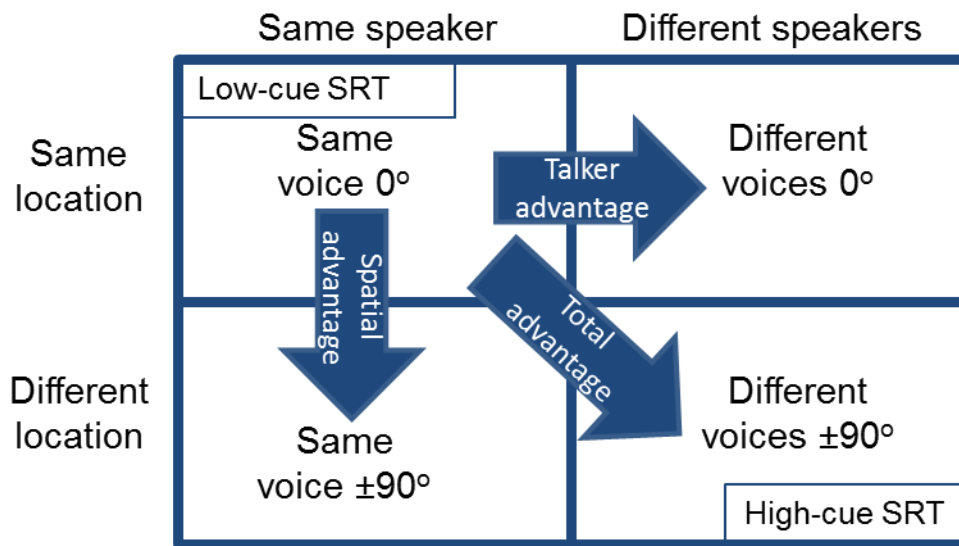 Same speaker
Different speakers
Low-cue SRT
Same
location
Same
voice 0°
Talker
advantage
Different
voices 0°
Spatial
advantage
Total
advantage
Different
location
Same
voice ±90°
Different
voices ±90°
High-cue SRT